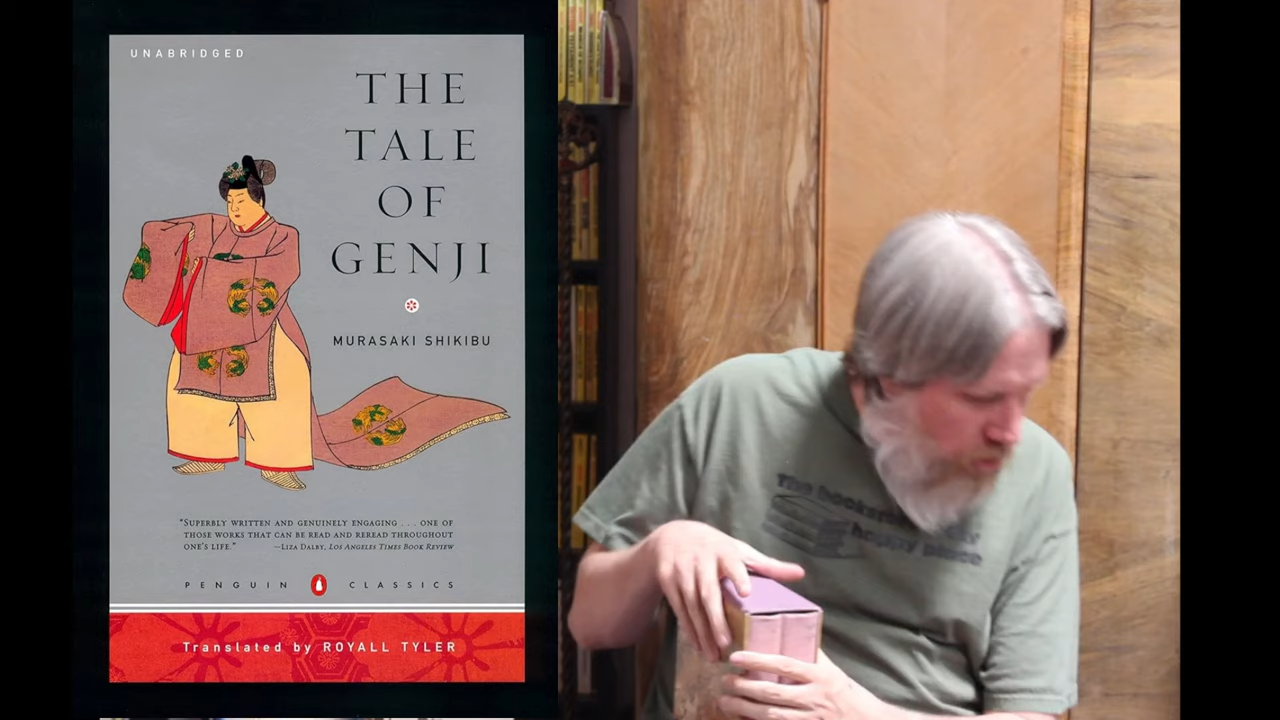 UNABRIDGED
THE
TALE
OF
GENJI
MURASAKI SHIKIBU
"SUPERBLY WRITTEN AND GENUINELY ENGAGING . . . ONE OF
THOSE WORKS THAT CAN BE READ AND REREAD THROUGHOUT
ONE'S LIFE." —LIZA DALBY, LOS ANGELES TIMES BOOK REVIEW
PENGUIN CLASSICS
Translated by ROYALL TYLER
The
happy place